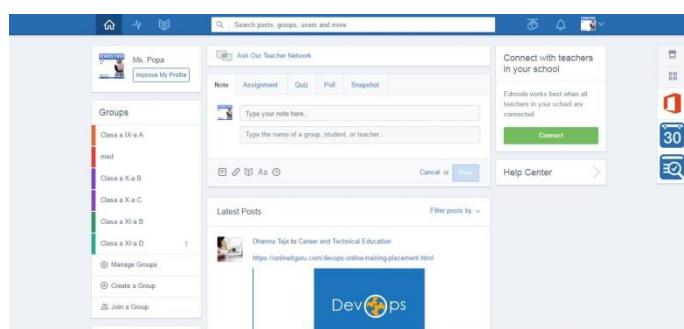 Search posts, groups, users and more
Ms. Popa
Improve My Profile
Groups
Clasa a IX-a A
med
Clasa a X-a B
Clasa a X-a C
Clasa a XI-a B
Clasa a XI-a D
1
Manage Groups
Create a Group
Join a Group
Ask Our Teacher Network
Note Assignment Quiz Poll Snapshot
Type your note here...
Type the name of a group, student, or teacher...
Aa
Cancel or Post
Latest Posts
Filter posts by
Dharma Teja to Career and Technical Education
https://onlineitguru.com/devops-online-training-placement.html
DevOps
Connect with teachers
in your school
Edmodo works best when all
teachers in your school are
connected
Connect
Help Center
30